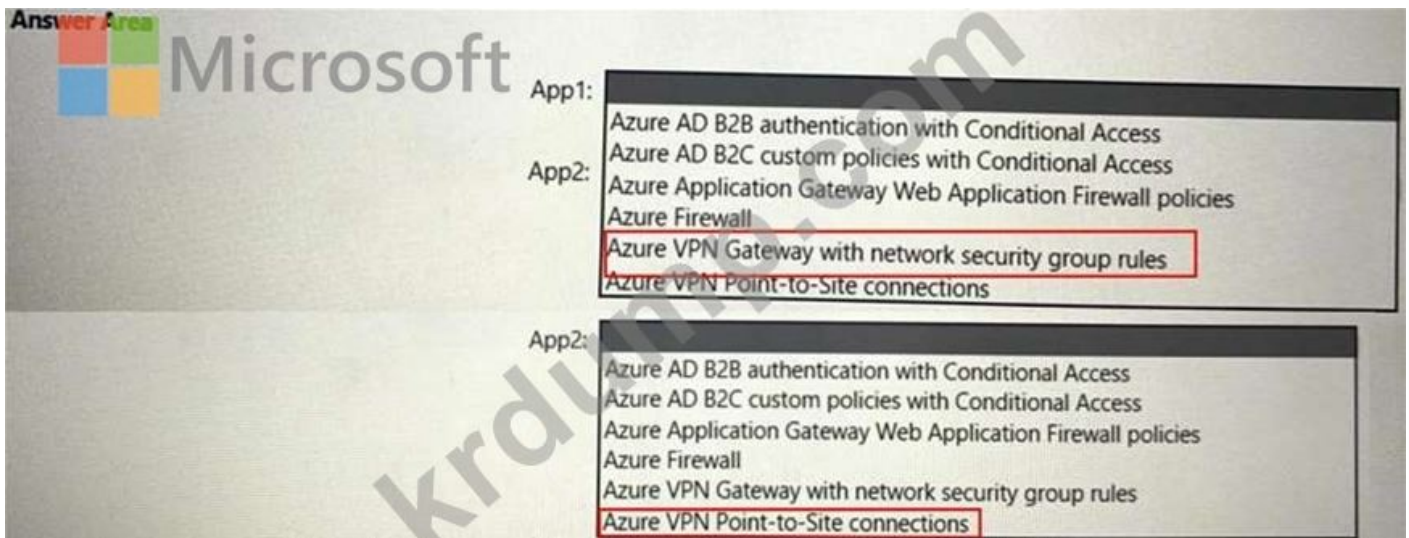 Answer Area
Microsoft
App1:
Azure AD B2B authentication with Conditional Access
Azure AD B2C custom policies with Conditional Access
App2:
Azure Application Gateway Web Application Firewall policies
Azure Firewall
Azure VPN Gateway with network security group rules
Azure VPN Point-to-Site connections
App2:
Azure AD B2B authentication with Conditional Access
Azure AD B2C custom policies with Conditional Access
Azure Application Gateway Web Application Firewall policies
Azure Firewall
Azure VPN Gateway with network security group rules
Azure VPN Point-to-Site connections
krdump.com